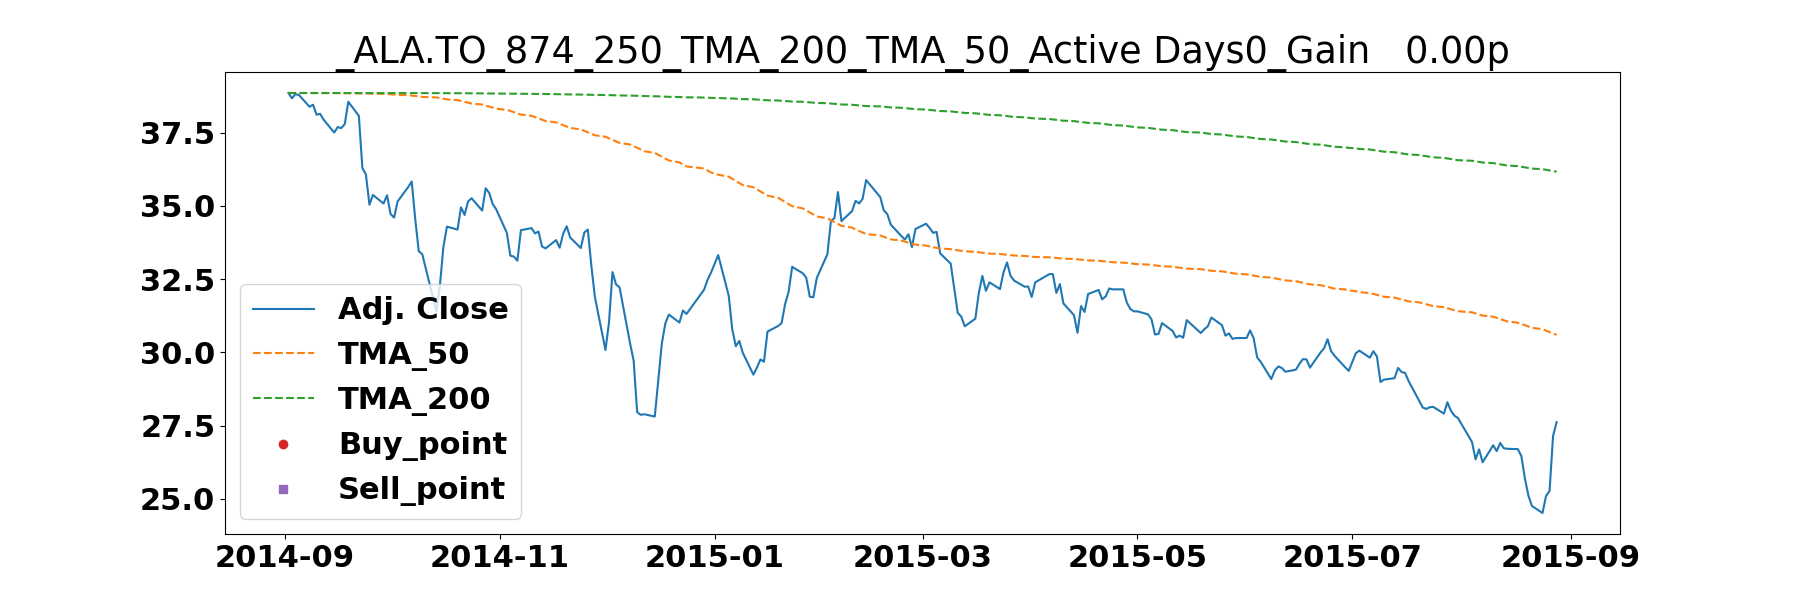 _ALA.TO_874_250_TMA_200_TMA_50_Active Days0_Gain   0.00p
37.5
35.0
32.5
30.0
27.5
25.0
Adj. Close
TMA_50
TMA_200
Buy_point
Sell_point
2014-09 2014-11 2015-01 2015-03 2015-05 2015-07 2015-09